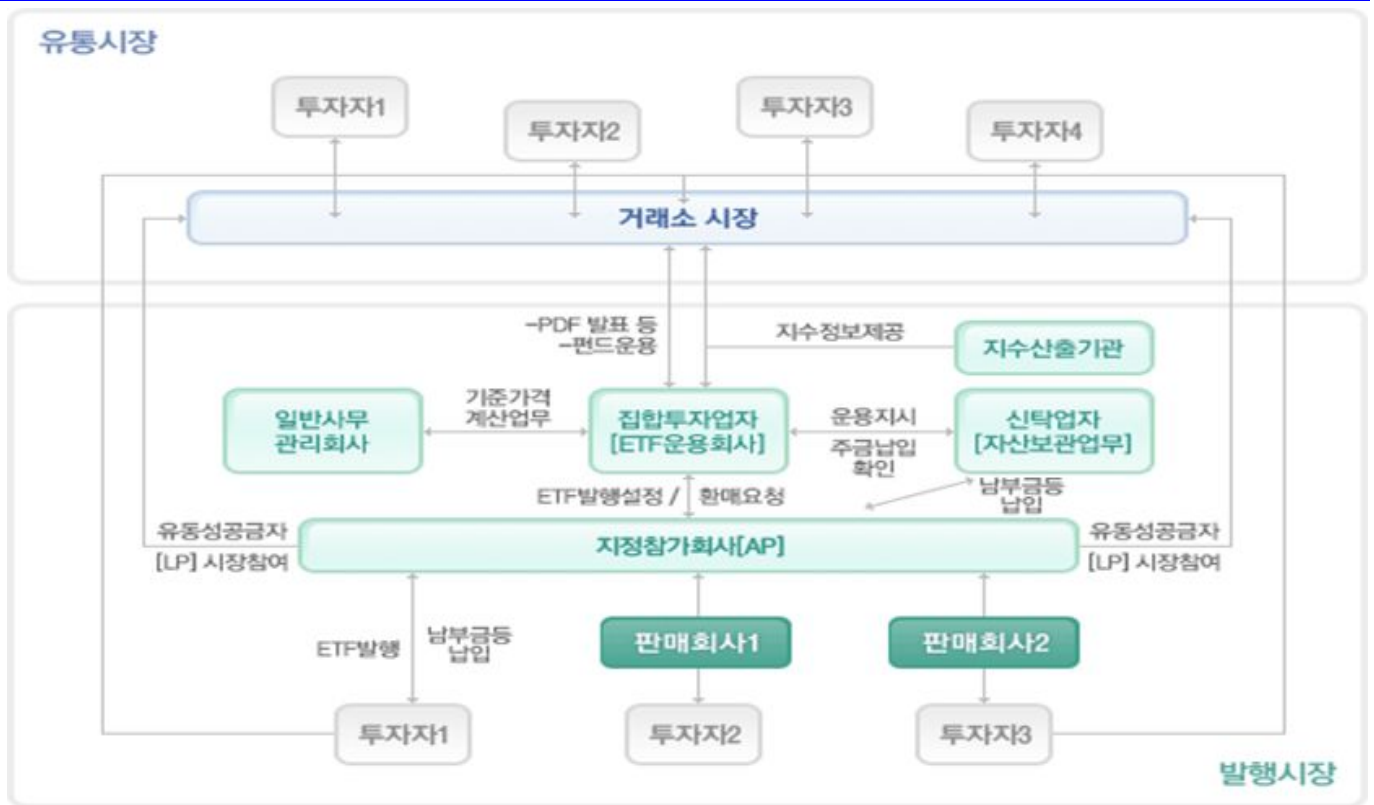 유통시장
투자자1
투자자2
투자자3
투자자4
거래소 시장
-PDF 발표 등
-펀드운용
지수정보제공
지수산출기관
일반사무
관리회사
기준가격
계산업무
집합투자업자
[ETF운용회사]
운용지시
주금납입
확인
신탁업자
[자산보관업무]
ETF발행설정 / 환매요청
남부금등
납입
유동성공금자
[LP] 시장참여
지정참가회사[AP]
유동성공금자
[LP] 시장참여
ETF발행
남부금등
납입
판매회사1
판매회사2
투자자1
투자자2
투자자3
발행시장